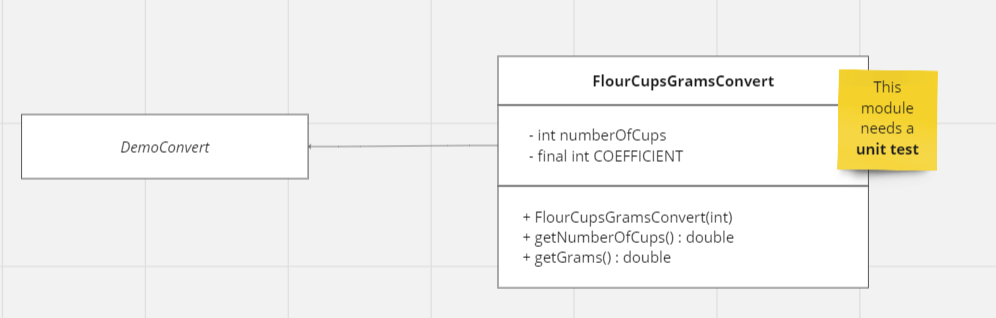 DemoConvert
FlourCupsGramsConvert
- int numberOfCups
- final int COEFFICIENT
+ FlourCupsGramsConvert(int)
+ getNumberOfCups() : double
+ getGrams() : double
This
module
needs a
unit test